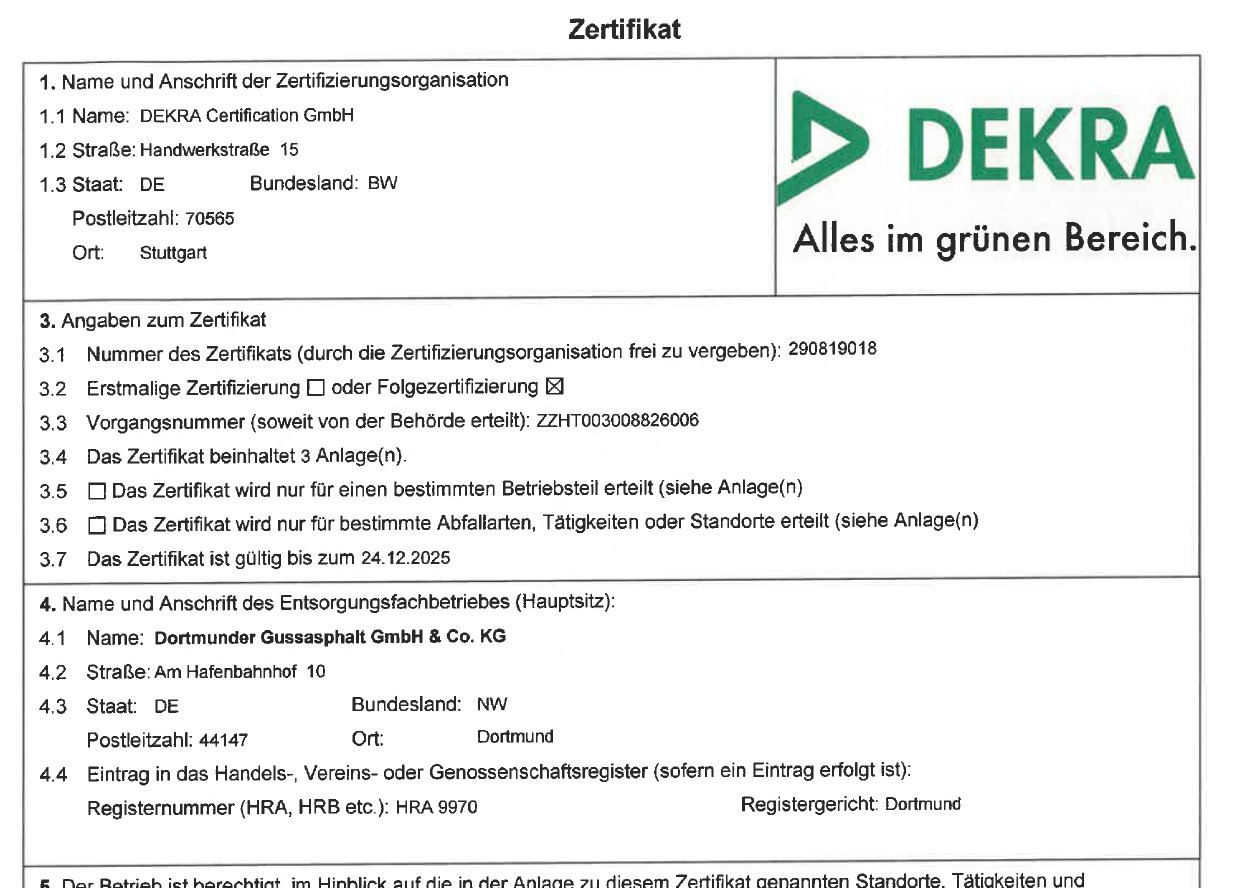 Zertifikat
1. Name und Anschrift der Zertifizierungsorganisation
1.1 Name: DEKRA Certification GmbH
1.2 Straße: Handwerkstraße 15
1.3 Staat: DE Bundesland: BW
Postleitzahl: 70565
Ort: Stuttgart
DEKRA
Alles im grünen Bereich.
3. Angaben zum Zertifikat
3.1 Nummer des Zertifikats (durch die Zertifizierungsorganisation frei zu vergeben): 290819018
3.2 Erstmalige Zertifizierung ☐ oder Folgezertifizierung ☒
3.3 Vorgangsnummer (soweit von der Behörde erteilt): ZZHT003008826006
3.4 Das Zertifikat beinhaltet 3 Anlage(n).
3.5 ☐ Das Zertifikat wird nur für einen bestimmten Betriebsteil erteilt (siehe Anlage(n)
3.6 ☐ Das Zertifikat wird nur für bestimmte Abfallarten, Tätigkeiten oder Standorte erteilt (siehe Anlage(n)
3.7 Das Zertifikat ist gültig bis zum 24.12.2025
4. Name und Anschrift des Entsorgungsfachbetriebes (Hauptsitz):
4.1 Name: Dortmunder Gussasphalt GmbH & Co. KG
4.2 Straße: Am Hafenbahnhof 10
4.3 Staat: DE Bundesland: NW
Postleitzahl: 44147 Ort: Dortmund
4.4 Eintrag in das Handels-, Vereins- oder Genossenschaftsregister (sofern ein Eintrag erfolgt ist):
Registernummer (HRA, HRB etc.): HRA 9970 Registergericht: Dortmund
5. Der Betrieb ist berechtigt, im Hinblick auf die in der Anlage zu diesem Zertifikat genannten Standorte, Tätigkeiten und